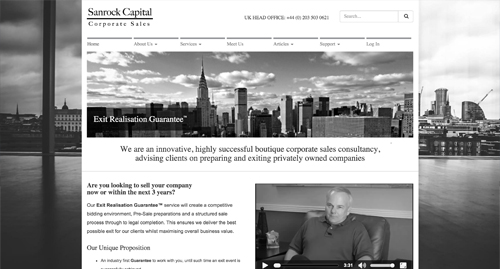 Sanrock Capital
Corporate Sales
UK HEAD OFFICE: +44 (0) 203 503 0621
Search...
Home
About Us
Services
Meet Us
Articles
Support
Log In
Exit Realisation Guarantee™
We are an innovative, highly successful boutique corporate sales consultancy,
advising clients on preparing and exiting privately owned companies
Are you looking to sell your company
now or within the next 3 years?
Our Exit Realisation Guarantee™ service will create a competitive
bidding environment, Pre-Sale preparations and a structured sale
process through to legal completion. This ensures we deliver the best
possible exit for our clients whilst maximising overall business value.
Our Unique Proposition
An industry first Guarantee to work with you, until such time an exit event is
3:31